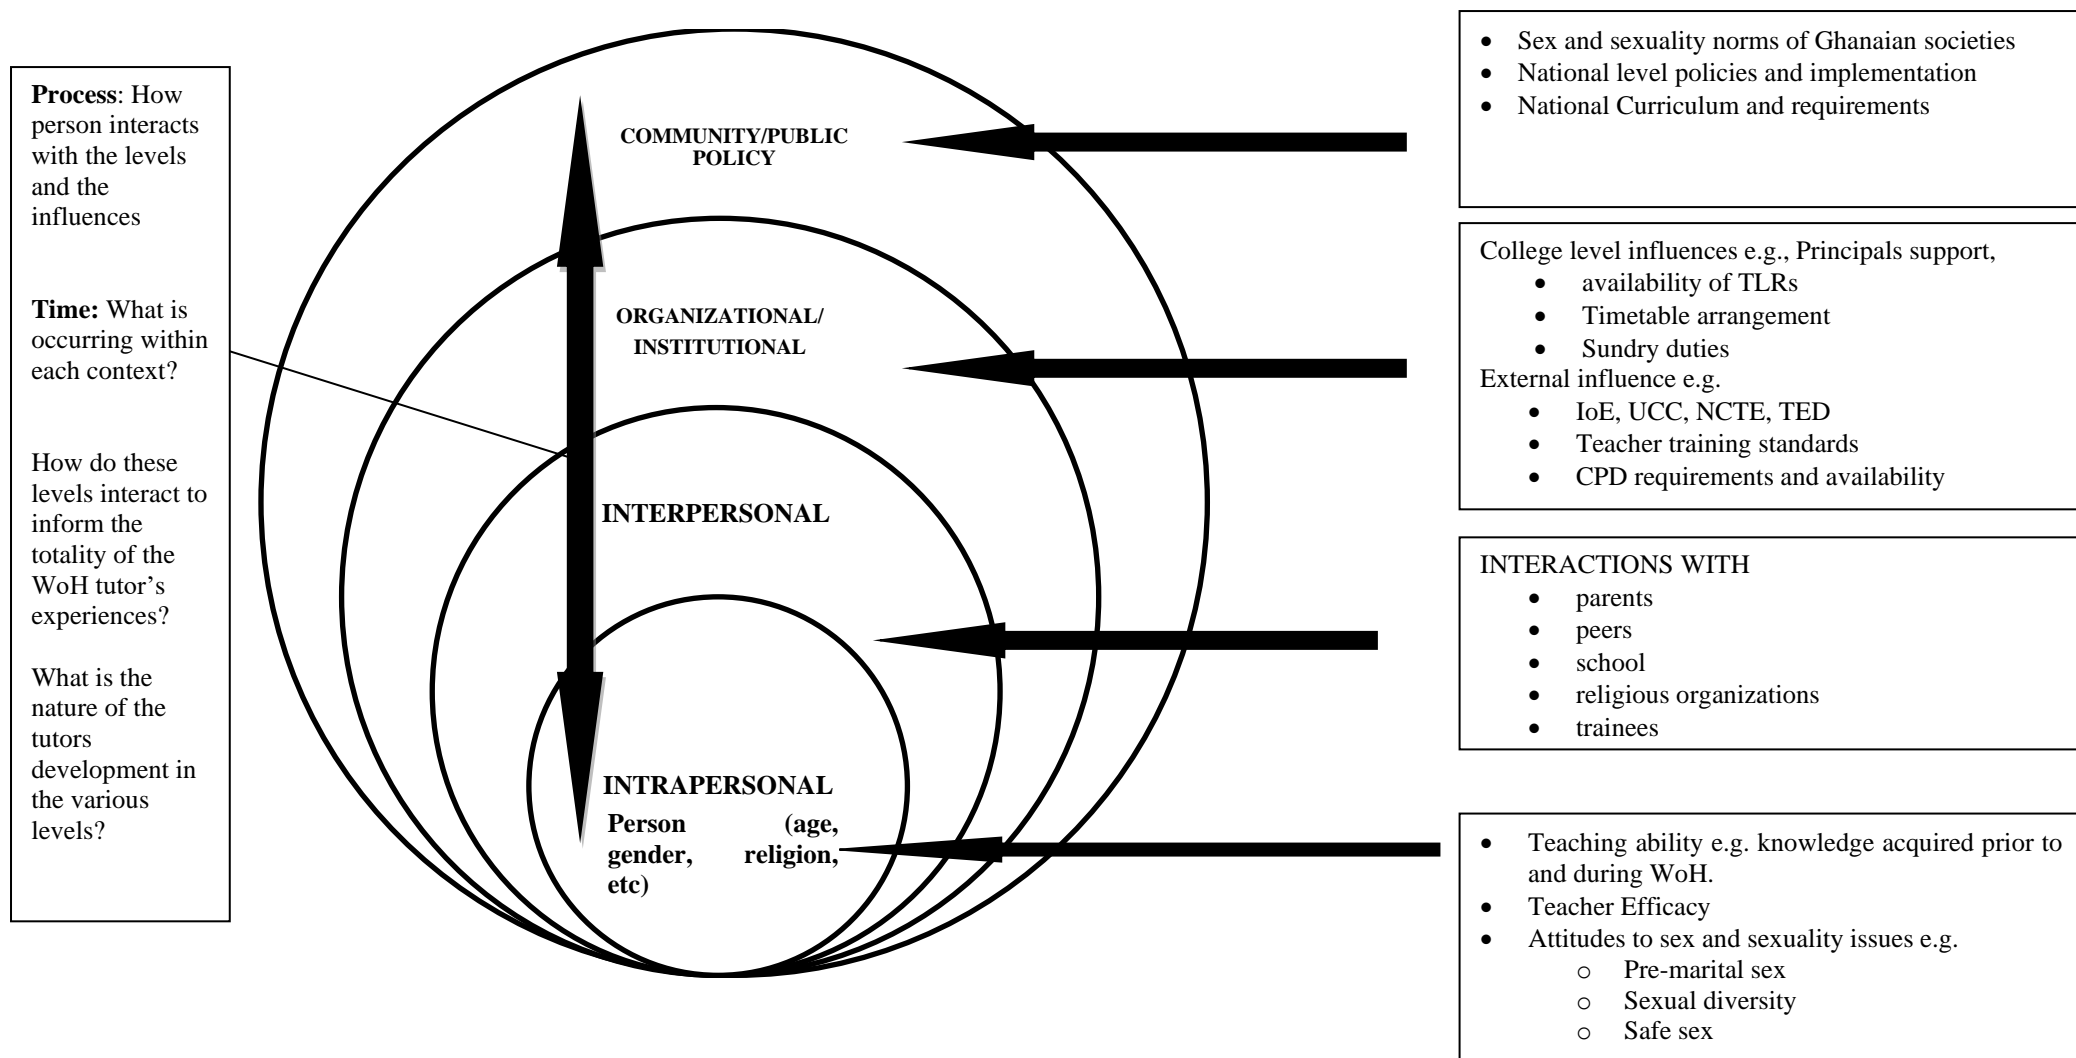 Process: How
person interacts
with the levels
and the
influences
Time: What is
occurring within
each context?
How do these
levels interact to
inform the
totality of the
WoH tutor’s
experiences?
What is the
nature of the
tutors
development in
the various
levels?
COMMUNITY/PUBLIC
POLICY
ORGANIZATIONAL/
INSTITUTIONAL
INTERPERSONAL
INTRAPERSONAL
Person (age,
gender, religion,
etc)
• Sex and sexuality norms of Ghanaian societies
• National level policies and implementation
• National Curriculum and requirements
College level influences e.g., Principals support,
• availability of TLRs
• Timetable arrangement
• Sundry duties
External influence e.g.
• IoE, UCC, NCTE, TED
• Teacher training standards
• CPD requirements and availability
INTERACTIONS WITH
• parents
• peers
• school
• religious organizations
• trainees
• Teaching ability e.g. knowledge acquired prior to
and during WoH.
• Teacher Efficacy
• Attitudes to sex and sexuality issues e.g.
o Pre-marital sex
o Sexual diversity
o Safe sex